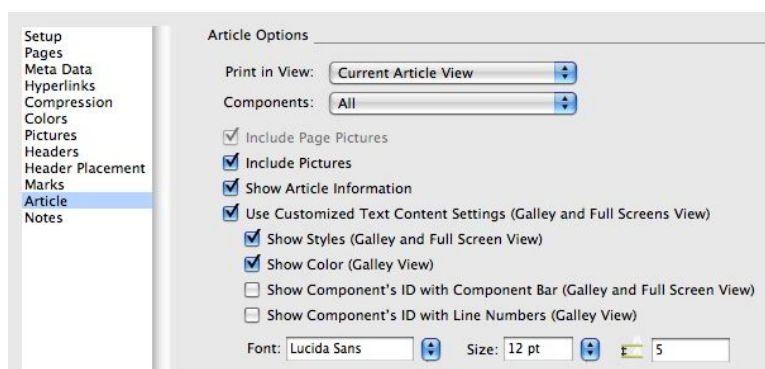 Setup
Pages
Meta Data
Hyperlinks
Compression
Colors
Pictures
Headers
Header Placement
Marks
Article
Notes
Article Options
Print in View: Current Article View
Components: All
Include Page Pictures
Include Pictures
Show Article Information
Use Customized Text Content Settings (Galley and Full Screens View)
Show Styles (Galley and Full Screen View)
Show Color (Galley View)
Show Component's ID with Component Bar (Galley and Full Screen View)
Show Component's ID with Line Numbers (Galley View)
Font: Lucida Sans Size: 12 pt 5